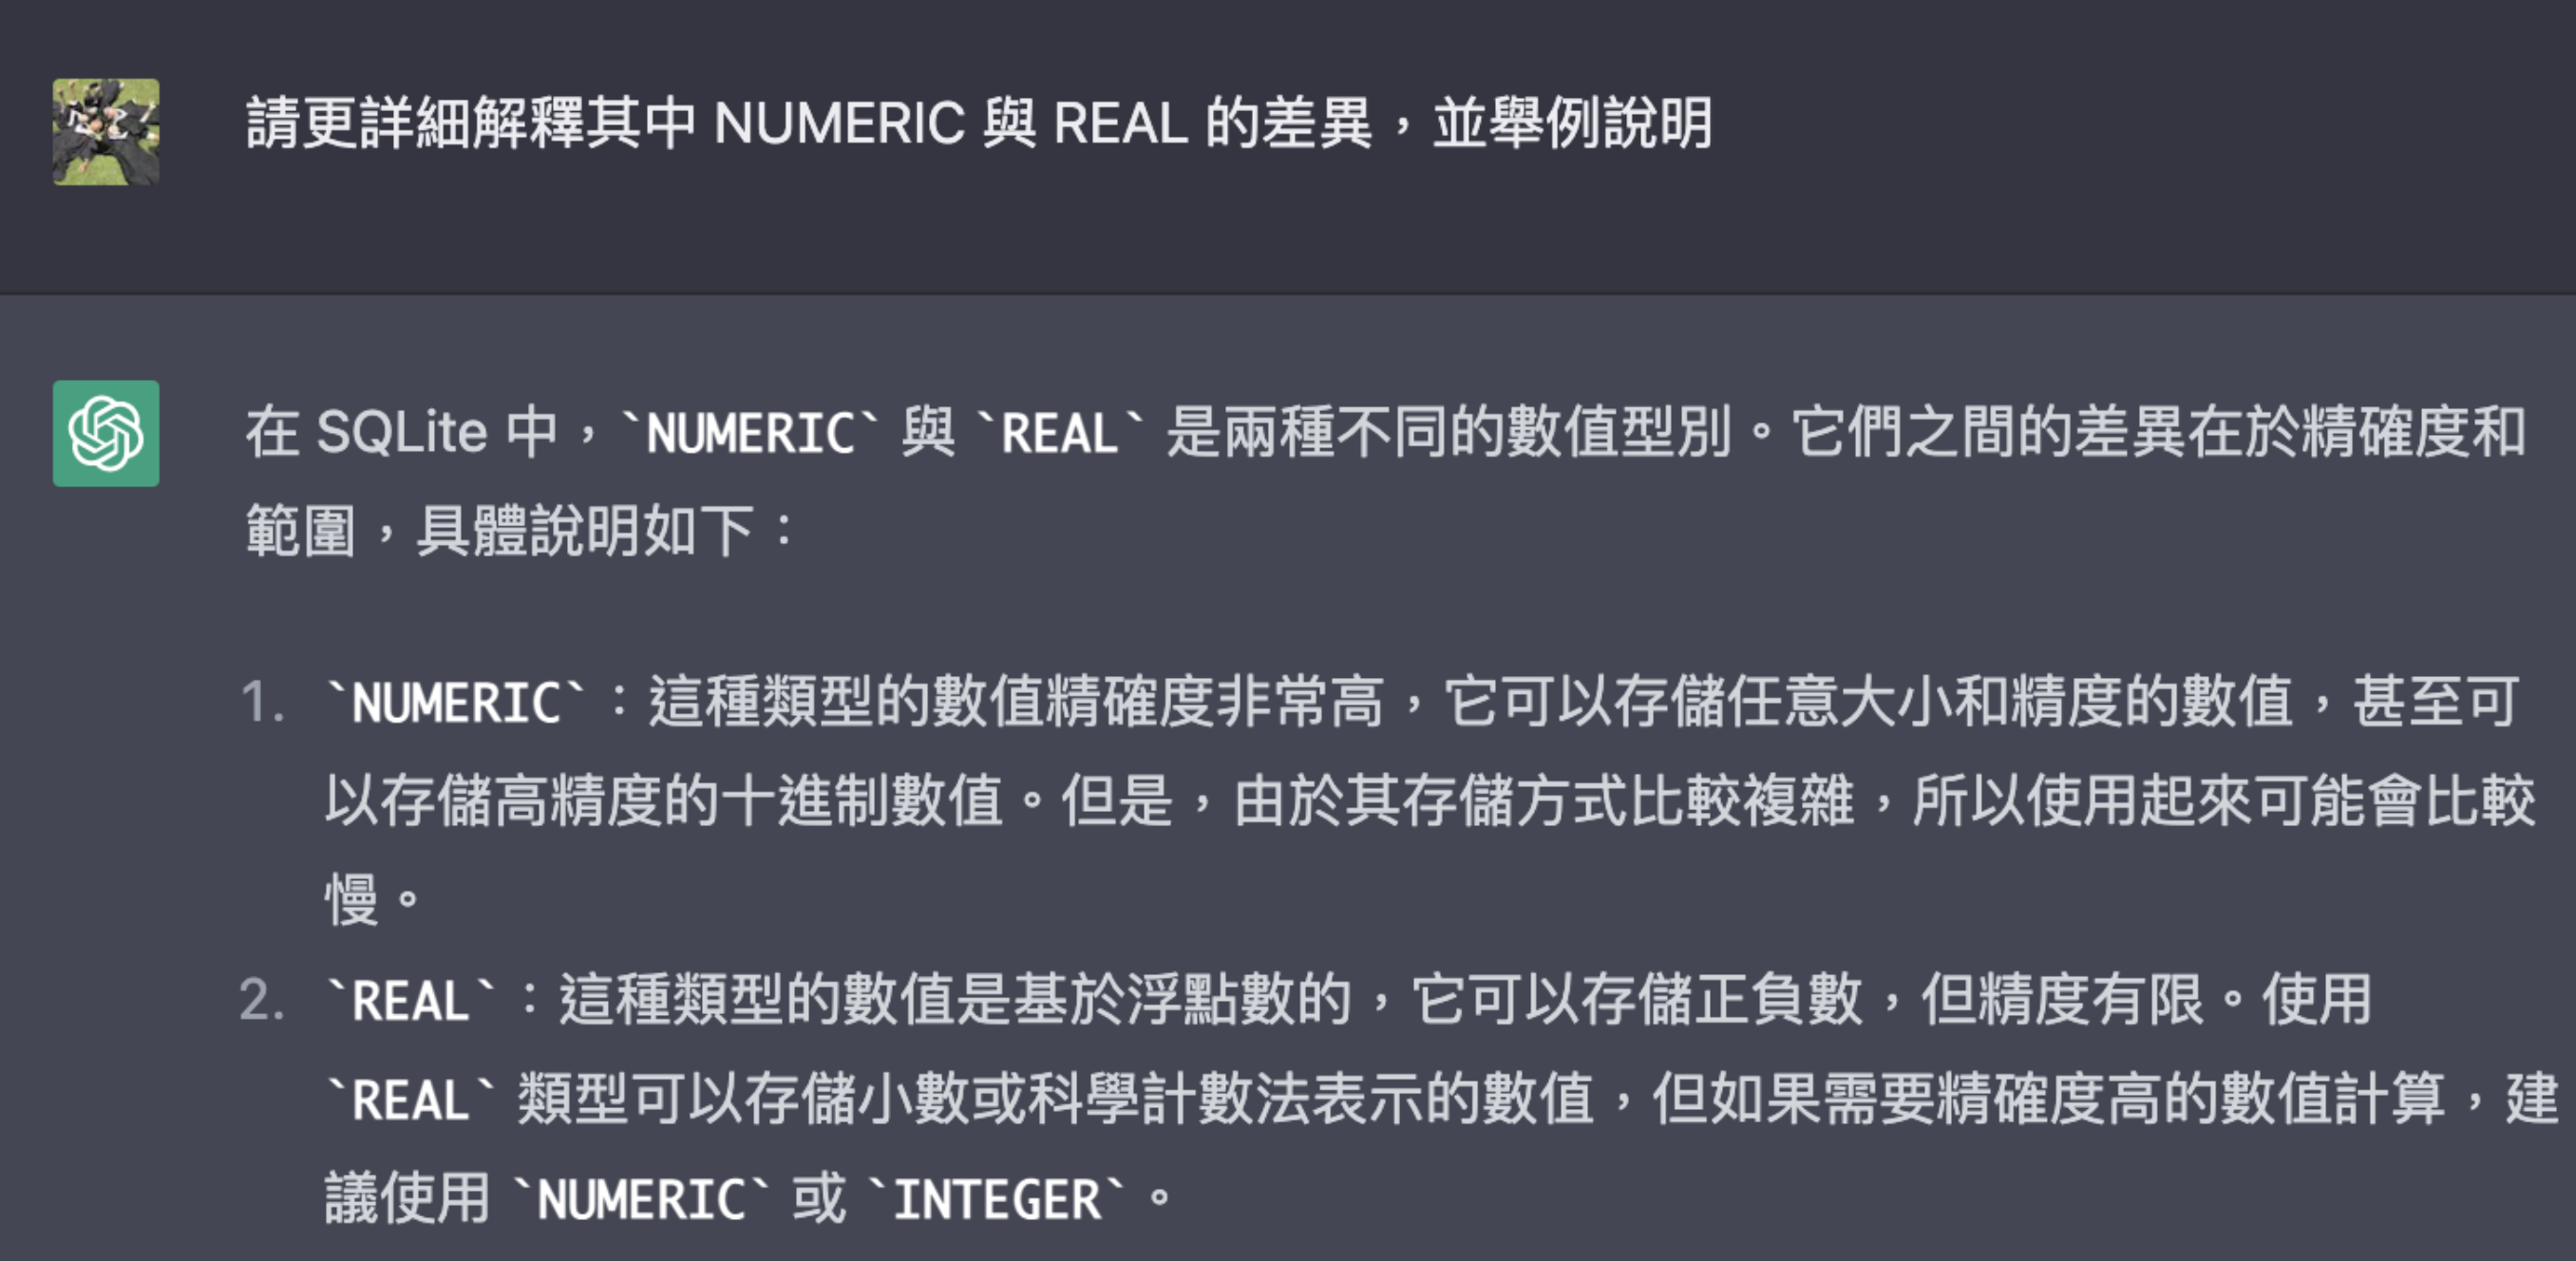 請更詳細解釋其中 NUMERIC 與 REAL 的差異，並舉例說明
在 SQLite 中，`NUMERIC` 與 `REAL` 是兩種不同的數值型別。它們之間的差異在於精確度和
範圍，具體說明如下：
1. `NUMERIC`：這種類型的數值精確度非常高，它可以存儲任意大小和精度的數值，甚至可
以存儲高精度的十進制數值。但是，由於其存儲方式比較複雜，所以使用起來可能會比較
慢。
2. `REAL`：這種類型的數值是基於浮點數的，它可以存儲正負數，但精度有限。使用
`REAL` 類型可以存儲小數或科學計數法表示的數值，但如果需要精確度高的數值計算，建
議使用 `NUMERIC` 或 `INTEGER`。